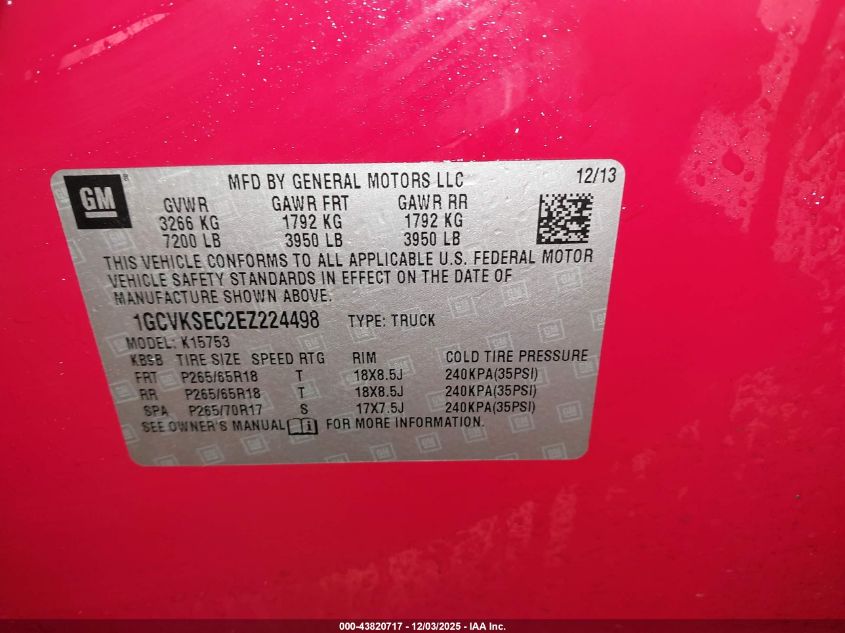 GM
MFD BY GENERAL MOTORS LLC 12/13
GVWR GAWR FRT GAWR RR
3266 KG 1792 KG 1792 KG
7200 LB 3950 LB 3950 LB
THIS VEHICLE CONFORMS TO ALL APPLICABLE U.S. FEDERAL MOTOR
VEHICLE SAFETY STANDARDS IN EFFECT ON THE DATE OF
MANUFACTURE SHOWN ABOVE.
1GCVKSEC2EZ224498 TYPE: TRUCK
MODEL: K15753
TIRE SIZE SPEED RTG RIM COLD TIRE PRESSURE
FRT P265/65R18 T 18X8.5J 240KPA(35PSI)
RR P265/65R18 T 18X8.5J 240KPA(35PSI)
SPA P265/70R17 S 17X7.5J 240KPA(35PSI)
SEE OWNER'S MANUAL FOR MORE INFORMATION.
000-43820717 - 12/03/2025 - IAA Inc.